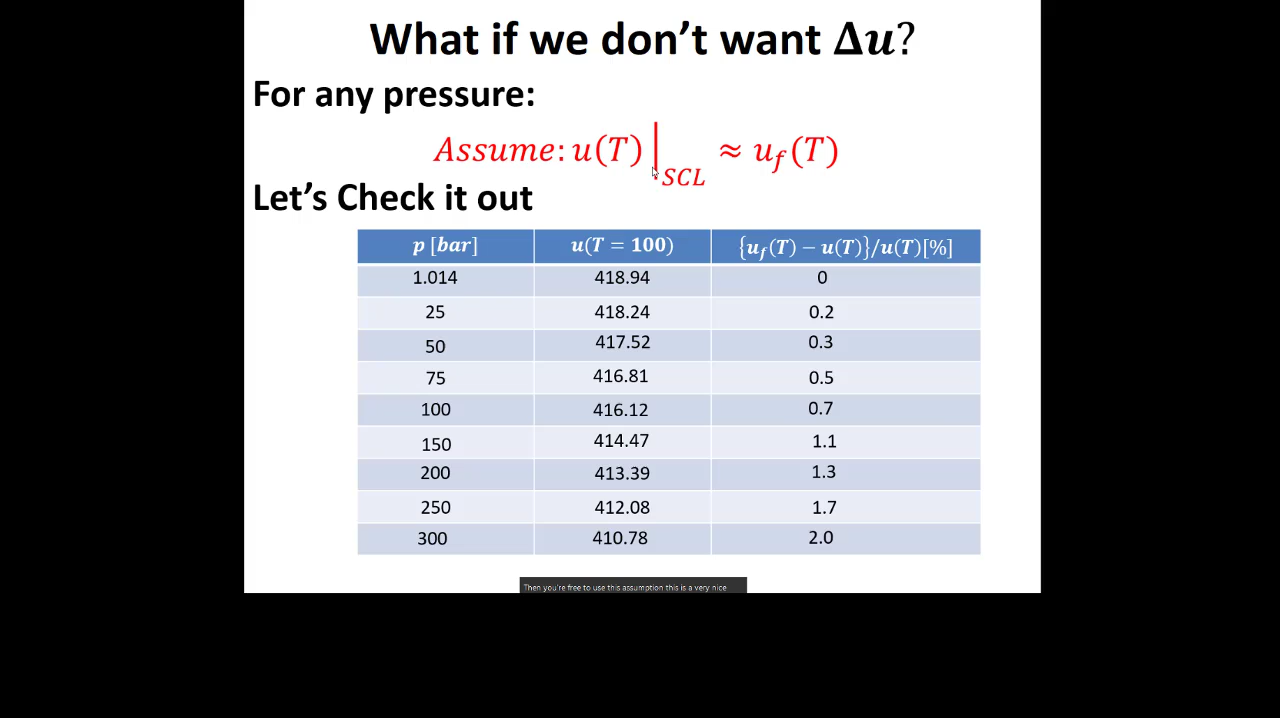 What if we don't want Δu?
For any pressure:
Assume: u(T)|SCL ≈ uf(T)
Let's Check it out
p [bar] u(T = 100) {uf(T) − u(T)}/u(T)[%]
1.014 418.94 0
25 418.24 0.2
50 417.52 0.3
75 416.81 0.5
100 416.12 0.7
150 414.47 1.1
200 413.39 1.3
250 412.08 1.7
300 410.78 2.0
Then you're free to use this assumption this is a very nice